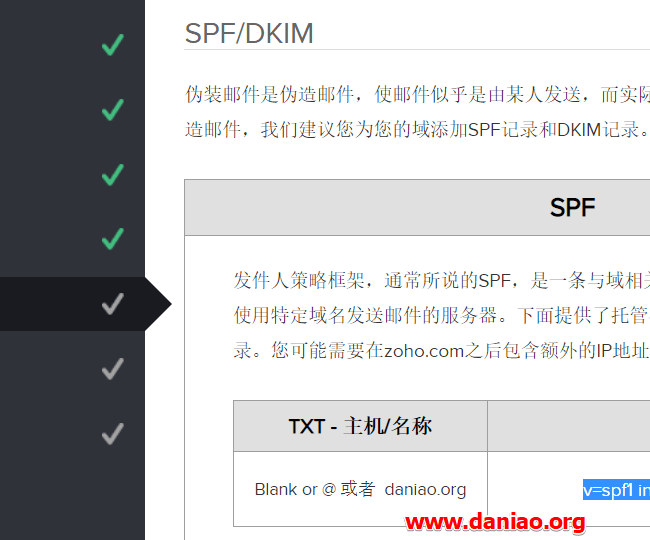 SPF/DKIM
伪装邮件是伪造邮件，使邮件似乎是由某人发送，而实际
造邮件，我们建议您为您的域添加SPF记录和DKIM记录。
SPF
发件人策略框架，通常所说的SPF，是一条与域相关
使用特定域名发送邮件的服务器。下面提供了托管
录。您可能需要在zoho.com之后包含额外的IP地址
TXT - 主机/名称
Blank or @ 或者 daniao.org
v=spf1 in
www.daniao.org